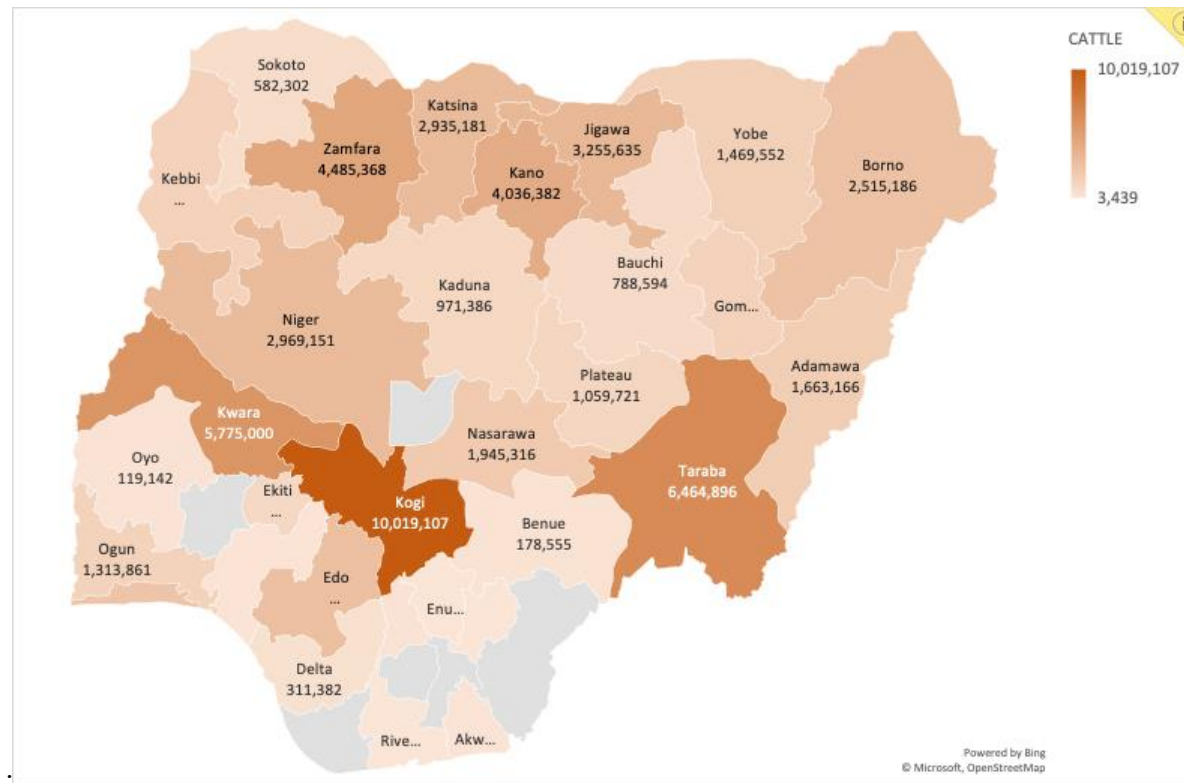 CATTLE
10,019,107
3,439
Sokoto
582,302
Katsina
2,935,181
Zamfara
4,485,368
Jigawa
3,255,635
Kano
4,036,382
Yobe
1,469,552
Borno
2,515,186
Kebbi
...
Kaduna
971,386
Bauchi
788,594
Gom...
Niger
2,969,151
Adamawa
1,663,166
Plateau
1,059,721
Kwara
5,775,000
Nasarawa
1,945,316
Taraba
6,464,896
Oyo
119,142
Ekiti
...
Kogi
10,019,107
Benue
178,555
Ogun
1,313,861
Edo
...
Enu...
Delta
311,382
Rive...
Akw...
Powered by Bing
© Microsoft, OpenStreetMap